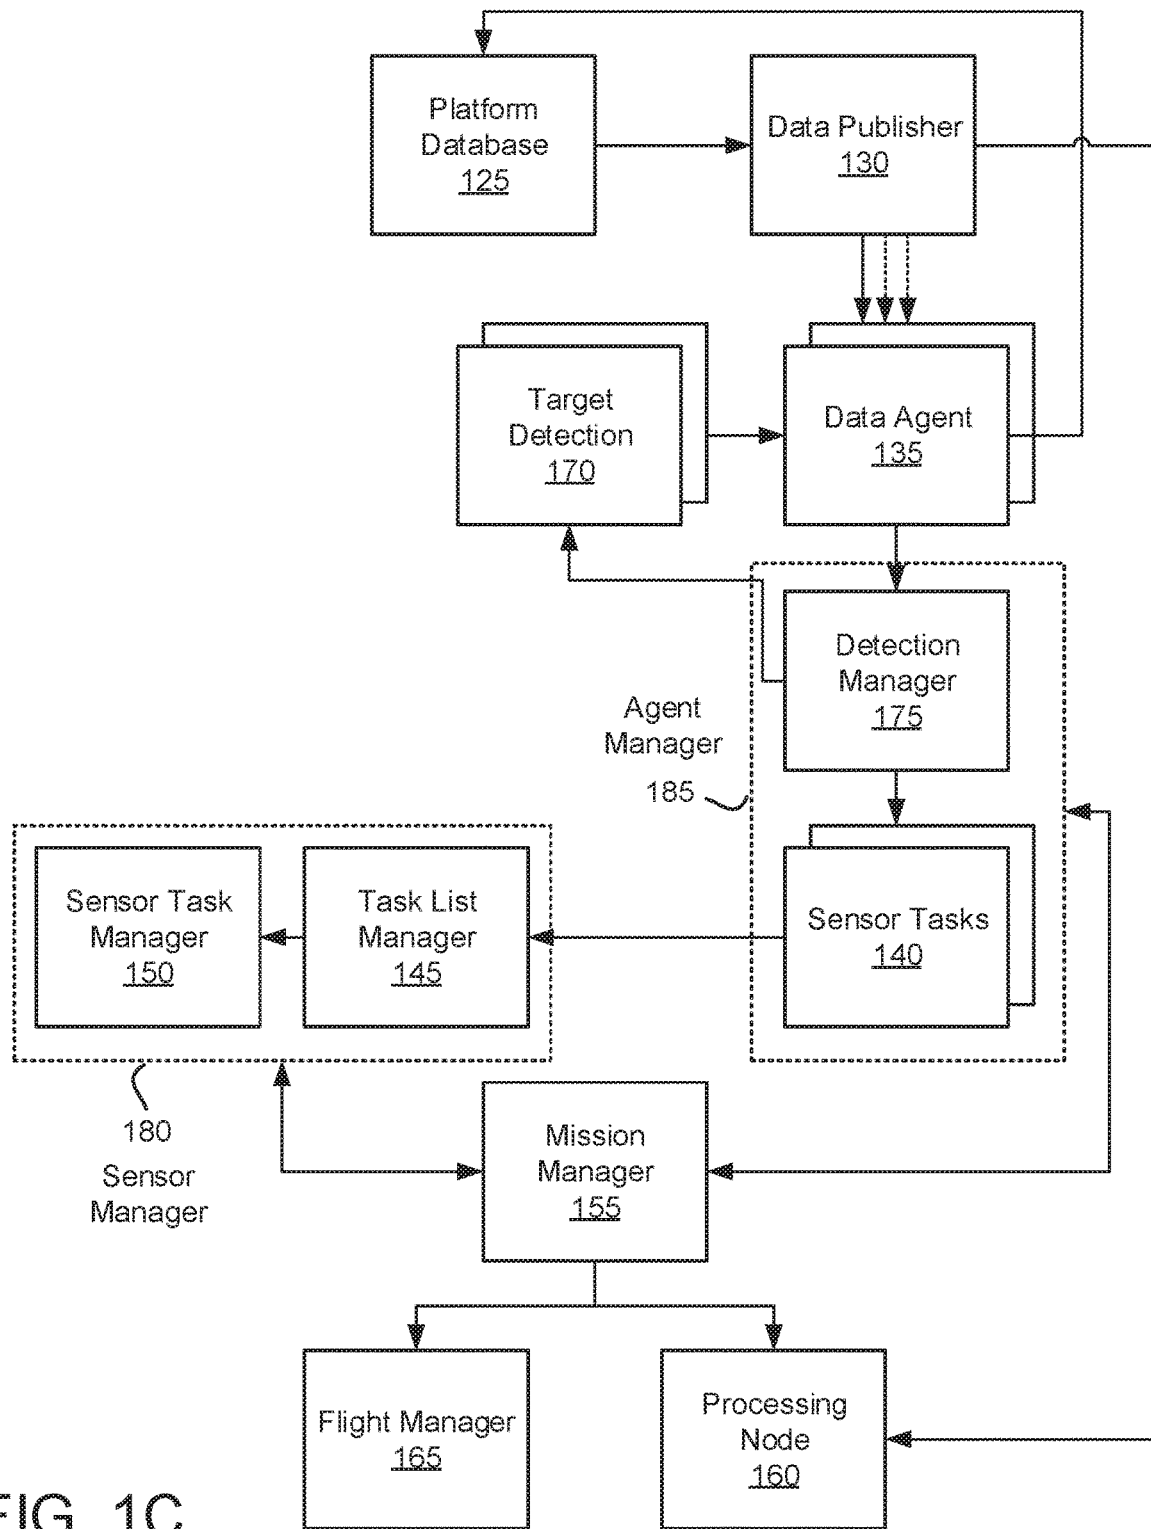 Platform
Database
125
Data Publisher
130
Target
Detection
170
Data Agent
135
Detection
Manager
175
Agent
Manager
185
Sensor Task
Manager
150
Task List
Manager
145
Sensor Tasks
140
180
Sensor
Manager
Mission
Manager
155
Flight Manager
165
Processing
Node
160
FIG. 1C